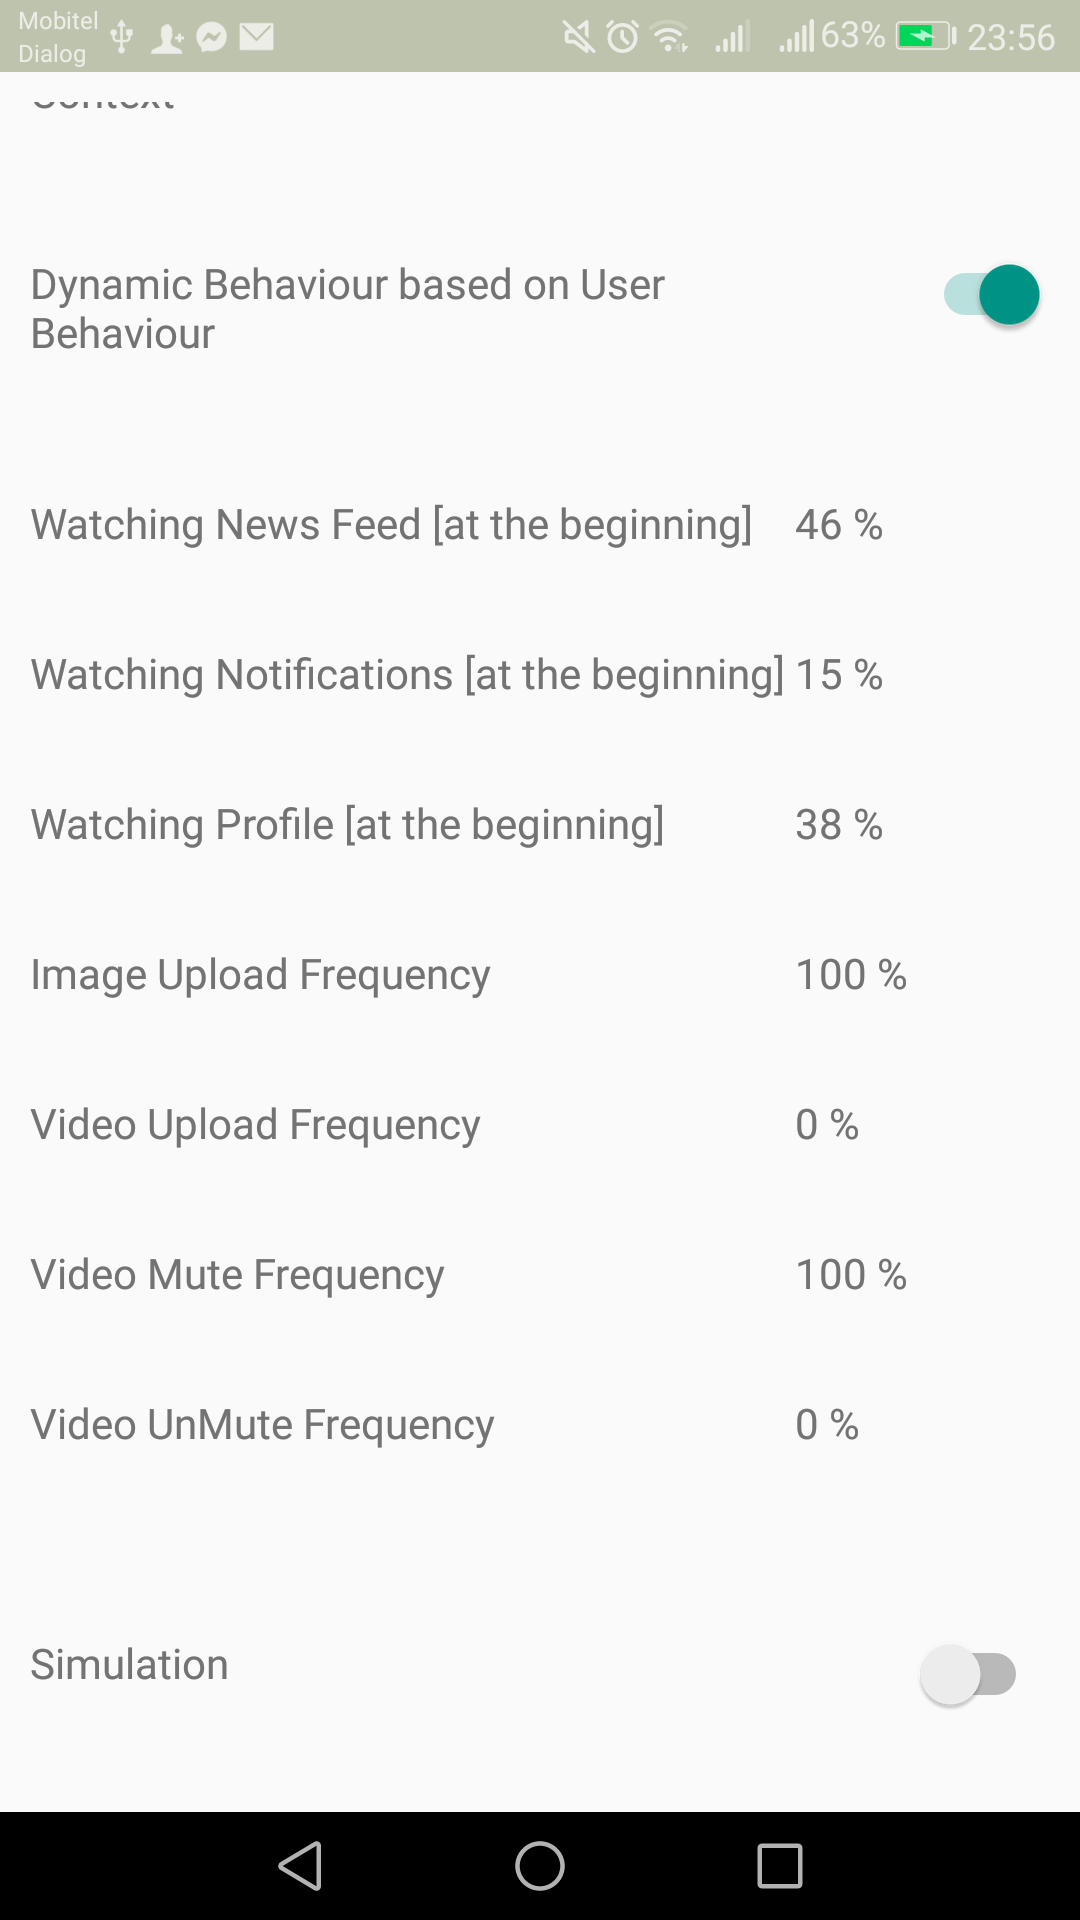 Mobitel
Dialog
63% 23:56
Context
Dynamic Behaviour based on User
Behaviour
Watching News Feed [at the beginning] 46 %
Watching Notifications [at the beginning] 15 %
Watching Profile [at the beginning] 38 %
Image Upload Frequency 100 %
Video Upload Frequency 0 %
Video Mute Frequency 100 %
Video UnMute Frequency 0 %
Simulation